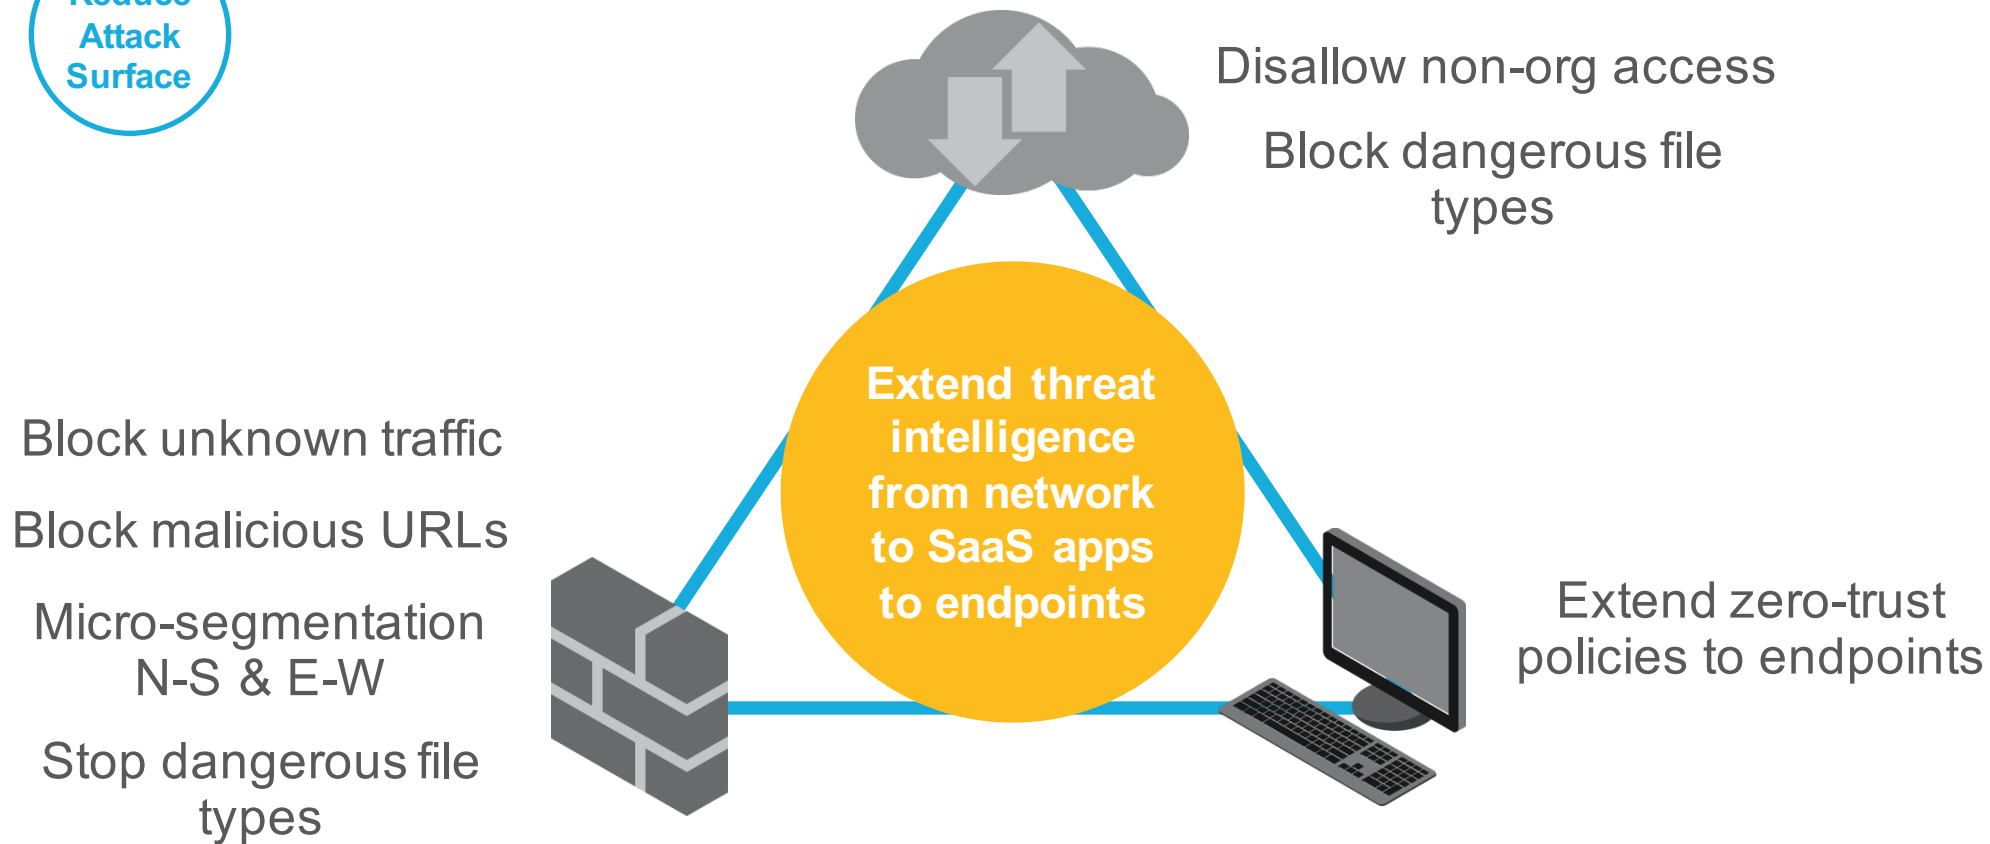 Reduce
Attack
Surface
Disallow non-org access
Block dangerous file
types
Extend threat
intelligence
from network
to SaaS apps
to endpoints
Block unknown traffic
Block malicious URLs
Micro-segmentation
N-S & E-W
Stop dangerous file
types
Extend zero-trust
policies to endpoints